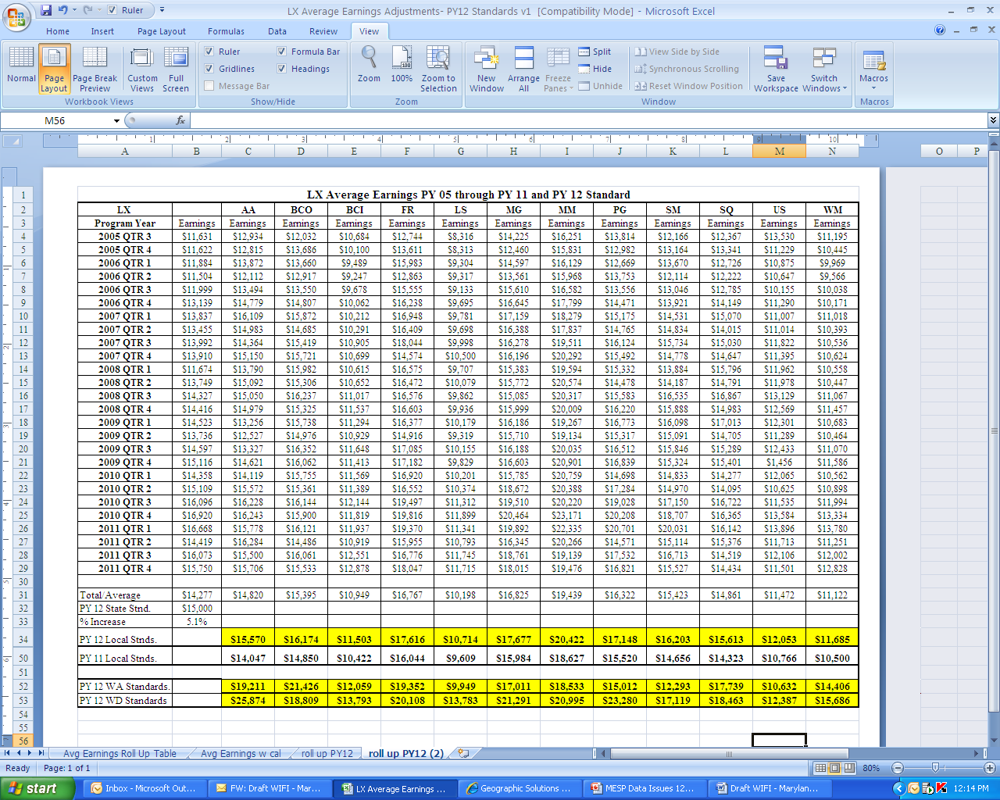 LX Average Earnings Adjustments- PY12 Standards v1 [Compatibility Mode] - Microsoft Excel
Ruler
Home Insert Page Layout Formulas Data Review View
Normal Page Layout Page Break Preview Custom Views Full Screen
Workbook Views
Ruler Formula Bar
Gridlines Headings
Message Bar
Show/Hide
Zoom 100% Zoom to Selection
Zoom
New Window Arrange All Freeze Panes
Split View Side by Side
Hide Synchronous Scrolling
Unhide Reset Window Position
Save Workspace Switch Windows
Window
Macros
Macros
M56 fx
A B C D E F G H I J K L M N O P
1 LX Average Earnings PY 05 through PY 11 and PY 12 Standard
2 LX AA BCO BCI FR LS MG MM PG SM SQ US WM
3 Program Year Earnings Earnings Earnings Earnings Earnings Earnings Earnings Earnings Earnings Earnings Earnings Earnings Earnings
4 2005 QTR 3 $11,631 $12,934 $12,032 $10,684 $12,744 $8,316 $14,225 $16,251 $13,814 $12,166 $12,367 $13,530 $11,195
5 2005 QTR 4 $11,622 $12,815 $13,686 $10,100 $13,611 $8,313 $12,460 $15,831 $12,982 $13,164 $13,341 $11,229 $10,445
6 2006 QTR 1 $11,884 $13,872 $13,660 $9,489 $15,983 $9,304 $14,597 $16,129 $12,669 $13,670 $12,726 $10,875 $9,969
7 2006 QTR 2 $11,504 $12,112 $12,917 $9,247 $12,863 $9,317 $13,561 $15,968 $13,753 $12,114 $12,222 $10,647 $9,566
8 2006 QTR 3 $11,999 $13,494 $13,550 $9,678 $15,555 $9,133 $15,610 $16,582 $13,556 $13,046 $12,785 $10,155 $10,038
9 2006 QTR 4 $13,139 $14,779 $14,807 $10,062 $16,238 $9,695 $16,645 $17,799 $14,471 $13,921 $14,149 $11,290 $10,171
10 2007 QTR 1 $13,837 $16,109 $15,872 $10,212 $16,948 $9,781 $17,159 $18,279 $15,175 $14,531 $15,070 $11,007 $11,018
11 2007 QTR 2 $13,455 $14,983 $14,685 $10,291 $16,409 $9,698 $16,388 $17,837 $14,765 $14,834 $14,015 $11,014 $10,393
12 2007 QTR 3 $13,992 $14,364 $15,419 $10,905 $18,044 $9,998 $16,278 $19,511 $16,124 $15,734 $15,030 $11,822 $10,536
13 2007 QTR 4 $13,910 $15,150 $15,721 $10,699 $14,574 $10,500 $16,196 $20,292 $15,492 $14,778 $14,647 $11,395 $10,624
14 2008 QTR 1 $11,674 $13,790 $15,982 $10,615 $16,575 $9,707 $15,383 $19,594 $15,332 $13,884 $15,796 $11,962 $10,558
15 2008 QTR 2 $13,749 $15,092 $15,306 $10,652 $16,472 $10,079 $15,772 $20,574 $14,478 $14,187 $14,791 $11,978 $10,447
16 2008 QTR 3 $14,327 $15,050 $16,237 $11,017 $16,576 $9,862 $15,085 $20,317 $15,583 $16,535 $16,867 $13,129 $11,067
17 2008 QTR 4 $14,416 $14,979 $15,325 $11,537 $16,603 $9,936 $15,999 $20,009 $16,220 $15,888 $14,983 $12,569 $11,457
18 2009 QTR 1 $14,523 $13,256 $15,738 $11,294 $16,377 $10,179 $16,186 $19,267 $16,773 $16,098 $17,013 $12,301 $10,683
19 2009 QTR 2 $13,736 $12,527 $14,976 $10,929 $14,916 $9,319 $15,710 $19,134 $15,317 $15,091 $14,705 $11,289 $10,464
20 2009 QTR 3 $14,597 $13,327 $16,352 $11,648 $17,085 $10,155 $16,188 $20,035 $16,512 $15,846 $15,289 $12,433 $11,070
21 2009 QTR 4 $15,116 $14,621 $16,062 $11,413 $17,182 $9,829 $16,603 $20,901 $16,839 $15,324 $15,401 $1,456 $11,586
22 2010 QTR 1 $14,358 $14,119 $15,755 $11,569 $16,920 $10,201 $15,785 $20,759 $14,698 $14,833 $14,277 $12,065 $10,562
23 2010 QTR 2 $15,109 $15,572 $15,361 $11,389 $16,552 $10,374 $18,672 $20,388 $17,284 $14,970 $14,095 $10,625 $10,898
24 2010 QTR 3 $16,096 $16,228 $16,144 $12,144 $19,497 $11,312 $19,510 $20,220 $19,028 $17,150 $16,722 $11,535 $11,994
25 2010 QTR 4 $16,920 $16,243 $15,900 $11,819 $19,816 $11,899 $20,464 $23,171 $20,208 $18,707 $16,365 $13,584 $13,334
26 2011 QTR 1 $16,668 $15,778 $16,121 $11,937 $19,370 $11,341 $19,892 $22,335 $20,701 $20,031 $16,142 $13,896 $13,780
27 2011 QTR 2 $14,419 $16,284 $14,486 $10,919 $15,955 $10,793 $16,345 $20,266 $14,571 $15,114 $15,376 $11,713 $11,251
28 2011 QTR 3 $16,073 $15,500 $16,061 $12,551 $16,776 $11,745 $18,761 $19,139 $17,532 $16,713 $14,519 $12,106 $12,002
29 2011 QTR 4 $15,750 $15,706 $15,533 $12,878 $18,047 $11,715 $18,015 $19,476 $16,821 $15,527 $14,434 $11,501 $12,828
30
31 Total/Average $14,277 $14,820 $15,395 $10,949 $16,767 $10,198 $16,825 $19,439 $16,322 $15,423 $14,861 $11,472 $11,122
32 PY 12 State Stnd. $15,000
33 % Increase 5.1%
34 PY 12 Local Stnds. $15,570 $16,174 $11,503 $17,616 $10,714 $17,677 $20,422 $17,148 $16,203 $15,613 $12,053 $11,685
50 PY 11 Local Stnds. $14,047 $14,850 $10,422 $16,044 $9,609 $15,984 $18,627 $15,520 $14,656 $14,323 $10,766 $10,500
51
52 PY 12 WA Standards. $19,211 $21,426 $12,059 $19,352 $9,949 $17,011 $18,533 $15,012 $12,293 $17,739 $10,632 $14,406
53 PY 12 WD Standards $25,874 $18,809 $13,793 $20,108 $13,783 $21,291 $20,995 $23,280 $17,119 $18,463 $12,387 $15,686
54
55
56
Avg Earnings Roll Up Table Avg Earnings w cal roll up PY12 roll up PY12 (2)
Ready Page: 1 of 1 80%
start Inbox - Microsoft Out... FW: Draft WIFI - Mar... LX Average Earnings ... Geographic Solutions ... MESP Data Issues 12... Draft WIFI - Marylan... 12:14 PM